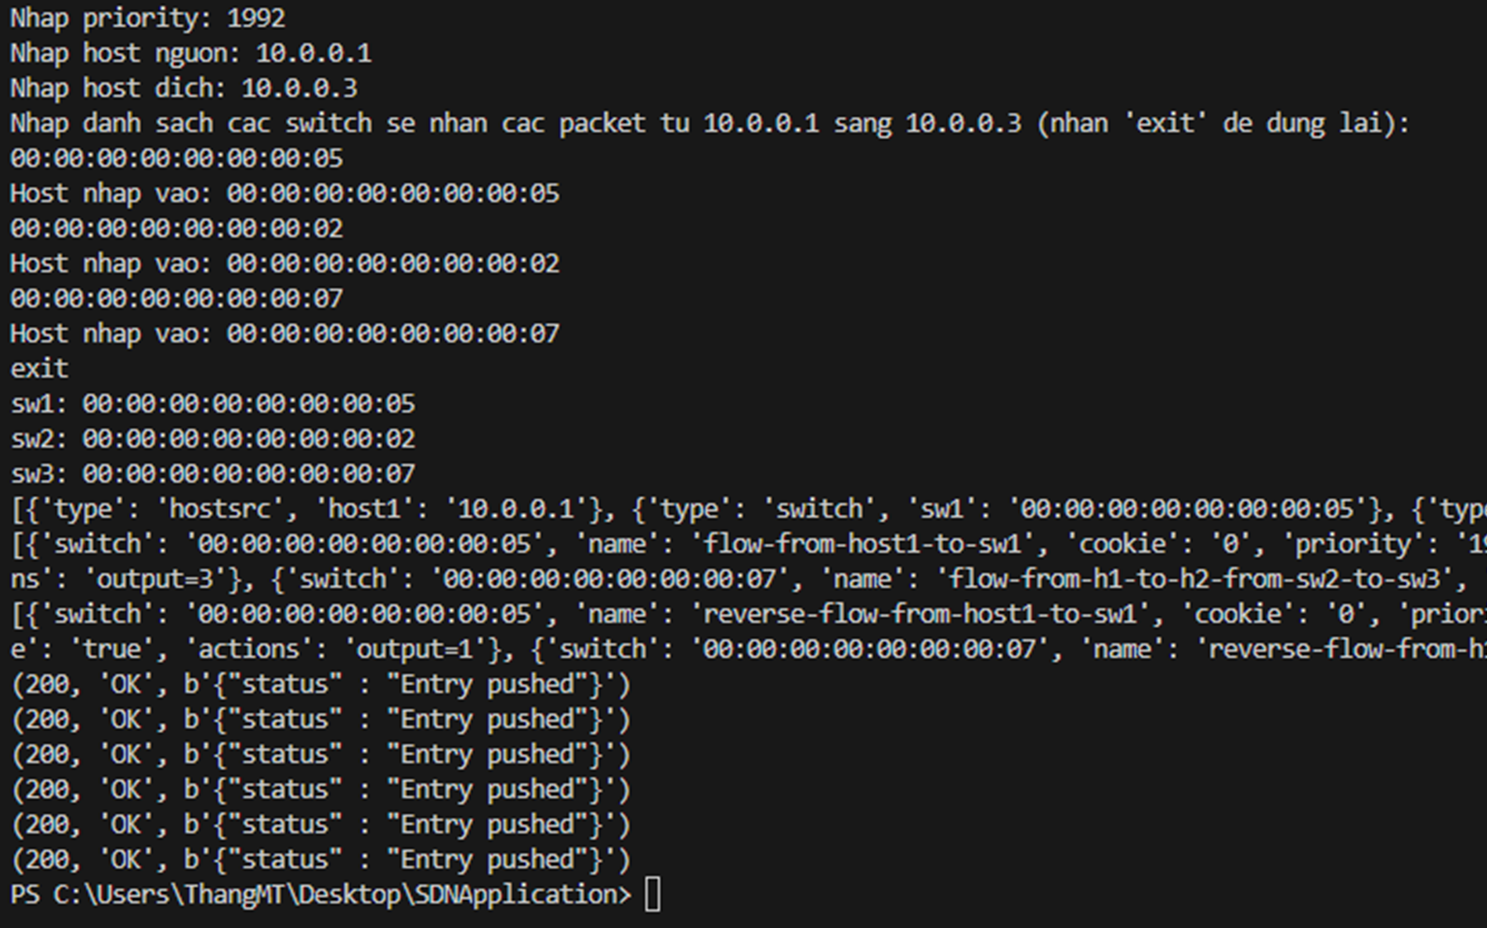 Nhap priority: 1992
Nhap host nguon: 10.0.0.1
Nhap host dich: 10.0.0.3
Nhap danh sach cac switch se nhan cac packet tu 10.0.0.1 sang 10.0.0.3 (nhan 'exit' de dung lai):
00:00:00:00:00:00:00:05
Host nhap vao: 00:00:00:00:00:00:00:05
00:00:00:00:00:00:00:02
Host nhap vao: 00:00:00:00:00:00:00:02
00:00:00:00:00:00:00:07
Host nhap vao: 00:00:00:00:00:00:00:07
exit
sw1: 00:00:00:00:00:00:00:05
sw2: 00:00:00:00:00:00:00:02
sw3: 00:00:00:00:00:00:00:07
[{'type': 'hostsrc', 'host1': '10.0.0.1'}, {'type': 'switch', 'sw1': '00:00:00:00:00:00:00:05'}, {'typ
[{'switch': '00:00:00:00:00:00:00:05', 'name': 'flow-from-host1-to-sw1', 'cookie': '0', 'priority': '19
ns': 'output=3'}, {'switch': '00:00:00:00:00:00:00:07', 'name': 'flow-from-h1-to-h2-from-sw2-to-sw3',
[{'switch': '00:00:00:00:00:00:00:05', 'name': 'reverse-flow-from-host1-to-sw1', 'cookie': '0', 'prior
e': 'true', 'actions': 'output=1'}, {'switch': '00:00:00:00:00:00:00:07', 'name': 'reverse-flow-from-h
(200, 'OK', b'{"status" : "Entry pushed"}')
(200, 'OK', b'{"status" : "Entry pushed"}')
(200, 'OK', b'{"status" : "Entry pushed"}')
(200, 'OK', b'{"status" : "Entry pushed"}')
(200, 'OK', b'{"status" : "Entry pushed"}')
(200, 'OK', b'{"status" : "Entry pushed"}')
PS C:\Users\ThangMT\Desktop\SDNApplication>